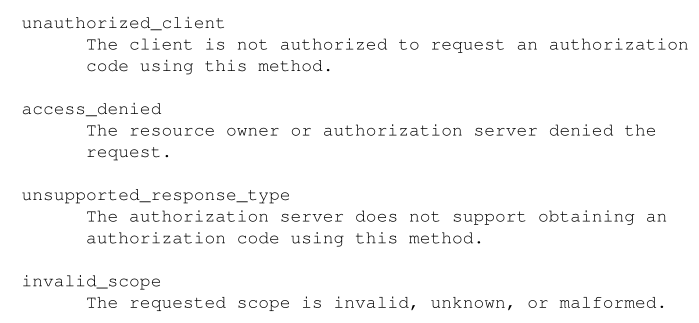 unauthorized_client
The client is not authorized to request an authorization
code using this method.
access_denied
The resource owner or authorization server denied the
request.
unsupported_response_type
The authorization server does not support obtaining an
authorization code using this method.
invalid_scope
The requested scope is invalid, unknown, or malformed.